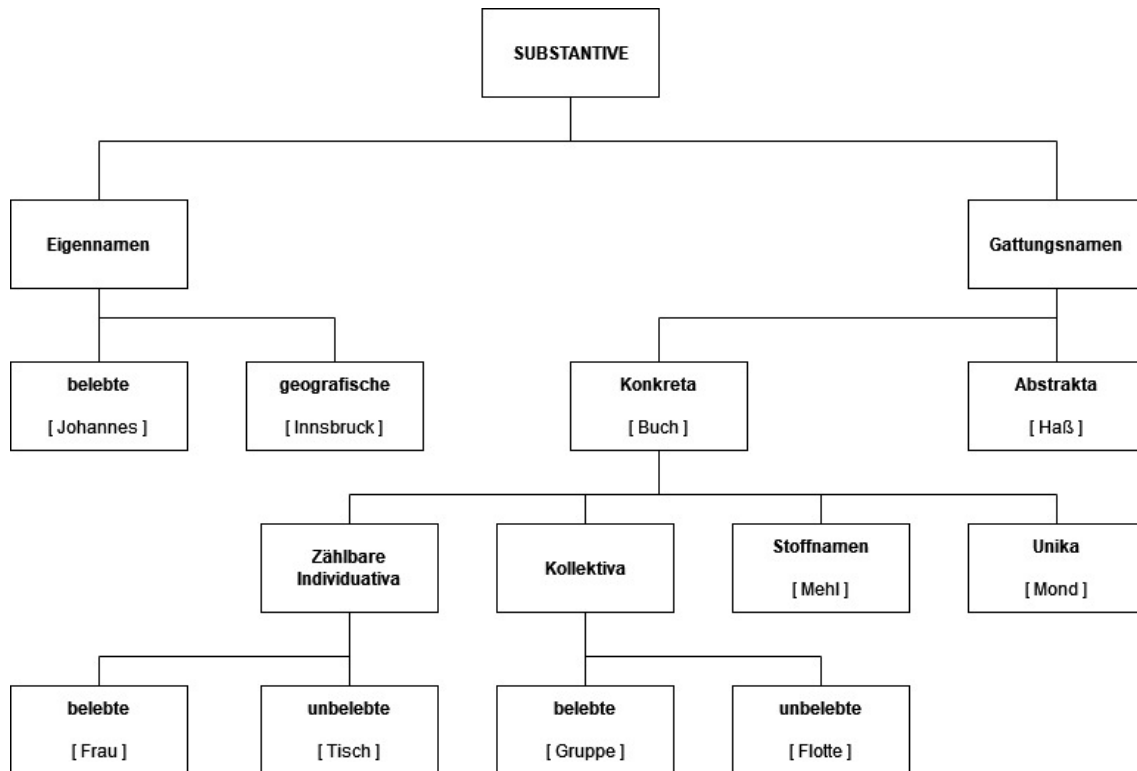 SUBSTANTIVE
Eigennamen
Gattungsnamen
belebte
[ Johannes ]
geografische
[ Innsbruck ]
Konkreta
[ Buch ]
Abstrakta
[ Haß ]
Zählbare
Individuativa
Kollektiva
Stoffnamen
[ Mehl ]
Unika
[ Mond ]
belebte
[ Frau ]
unbelebte
[ Tisch ]
belebte
[ Gruppe ]
unbelebte
[ Flotte ]